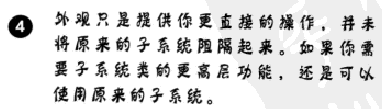 4 外观只是提供你更直接的操作，并未
将原来的子系统阻隔起来。如果你需
要子系统类的更高层功能，还是可以
使用原来的子系统。